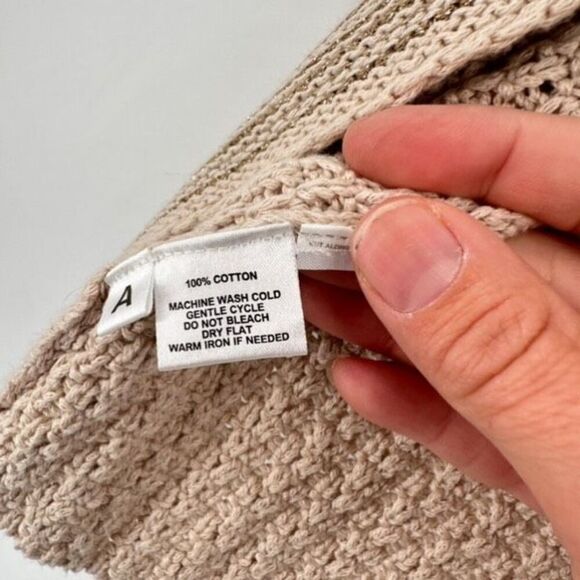 A
100% COTTON
MACHINE WASH COLD
GENTLE CYCLE
DO NOT BLEACH
DRY FLAT
WARM IRON IF NEEDED